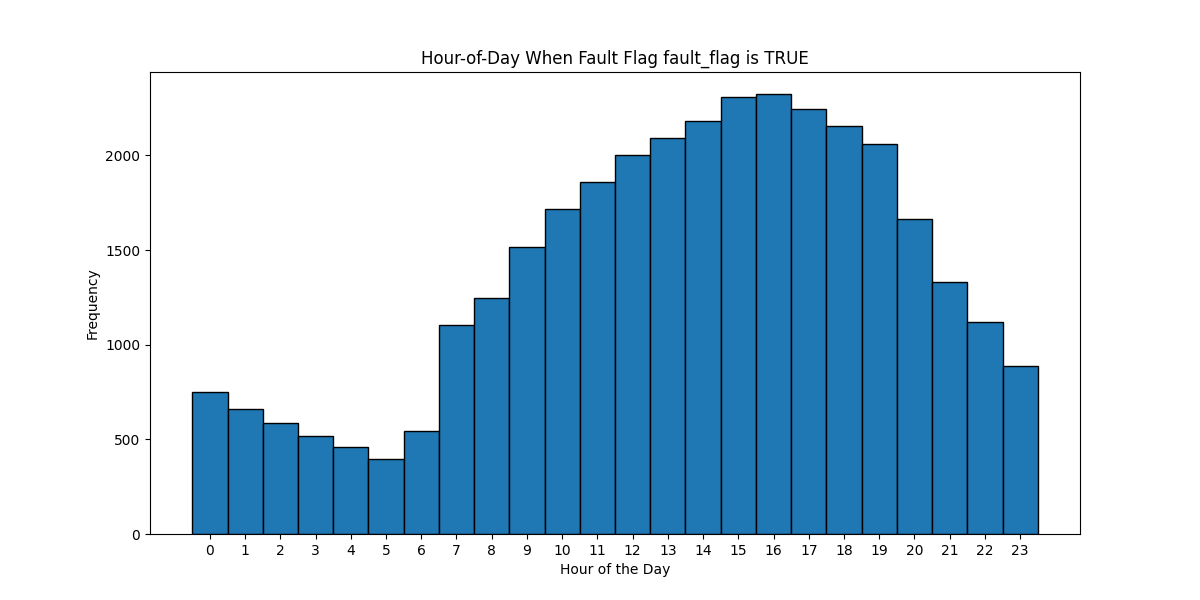 Hour-of-Day When Fault Flag fault_flag is TRUE
Frequency
2000
1500
1000
500
0
0 1 2 3 4 5 6 7 8 9 10 11 12 13 14 15 16 17 18 19 20 21 22 23
Hour of the Day